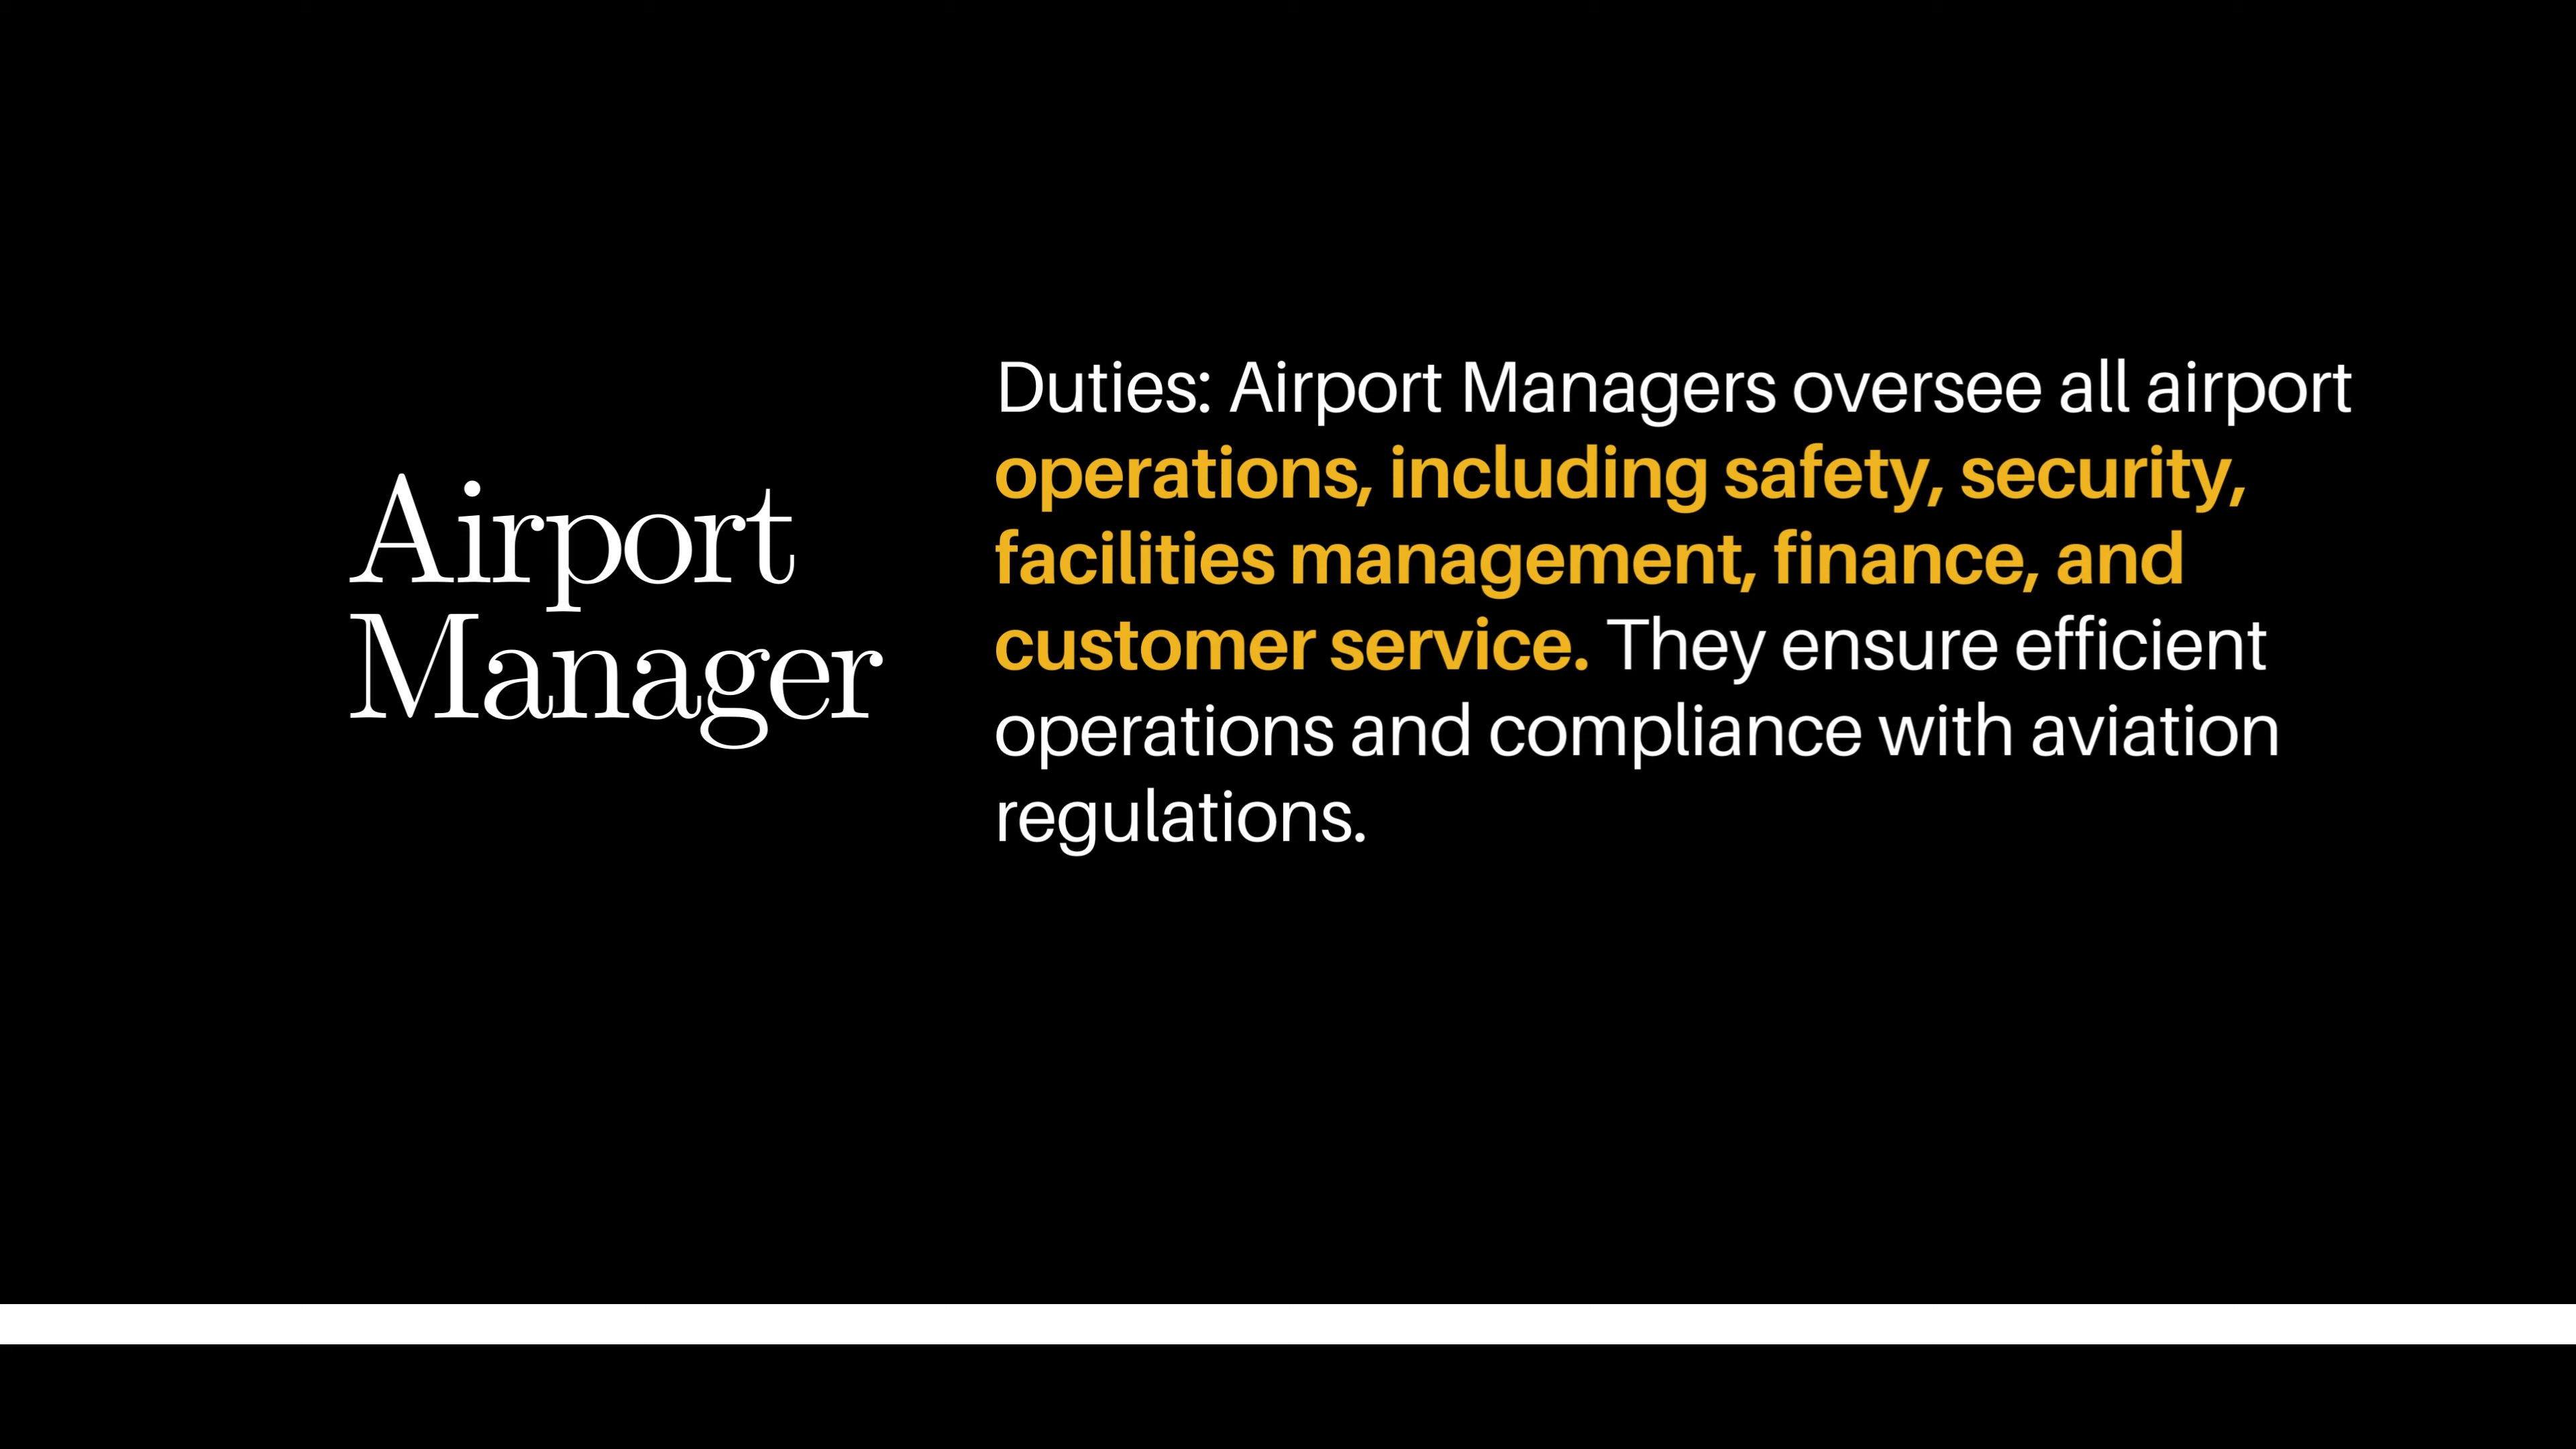 Airport
Manager
Duties: Airport Managers oversee all airport
operations, including safety, security,
facilities management, finance, and
customer service. They ensure efficient
operations and compliance with aviation
regulations.